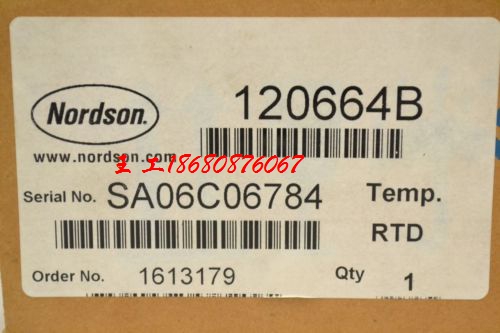 Nordson.
120664B
www.nordson.com
王工18680876067
Serial No. SA06C06784
Temp.
RTD
Order No. 1613179
Qty 1